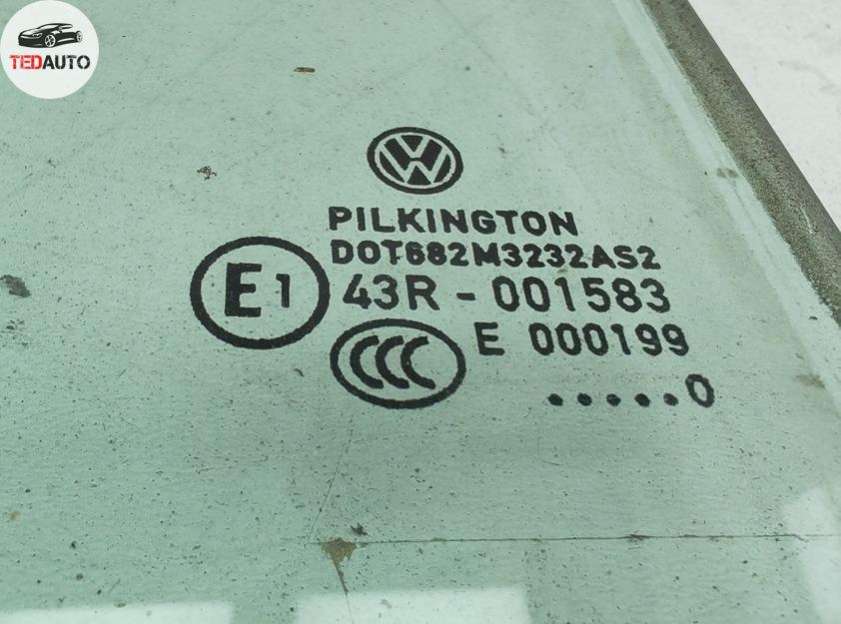 TEDAUTO
PILKINGTON
DOT682M3232AS2
E1 43R - 001583
CCC E 000199
.....0